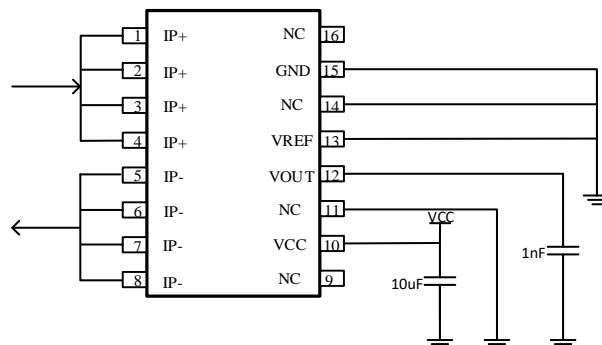 1 IP+ NC 16
2 IP+ GND 15
3 IP+ NC 14
4 IP+ VREF 13
5 IP- VOUT 12
6 IP- NC 11
7 IP- VCC 10
8 IP- NC 9
VCC
10uF
1nF